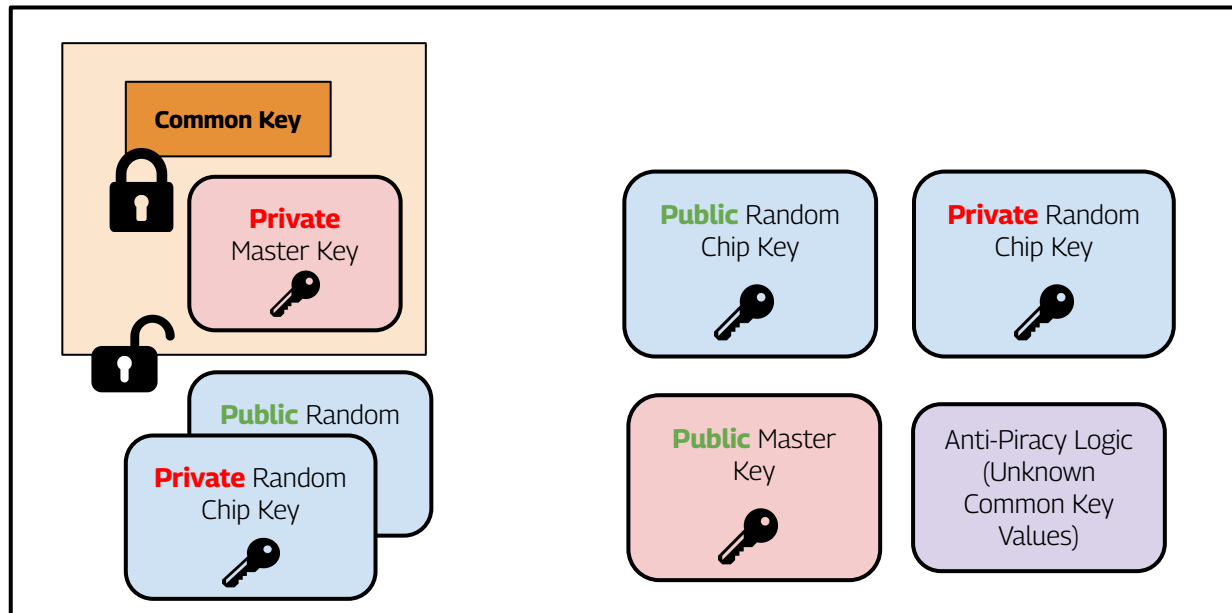 Common Key
Private
Master Key
Public Random
Private Random
Chip Key
Public Random
Chip Key
Private Random
Chip Key
Public Master
Key
Anti-Piracy Logic
(Unknown
Common Key
Values)